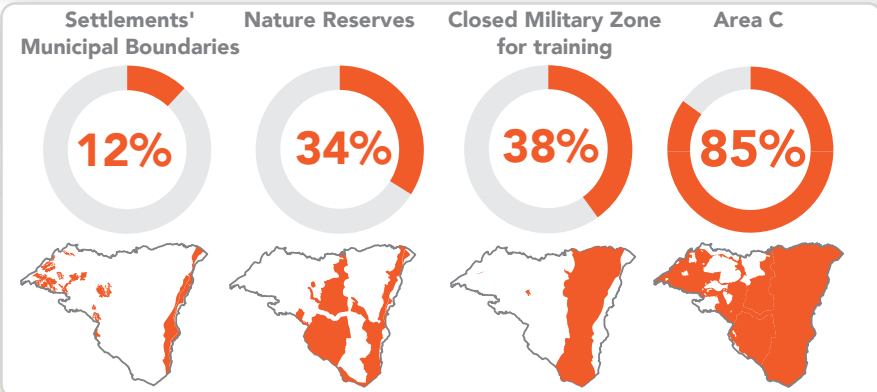 Settlements'
Municipal Boundaries
Nature Reserves
Closed Military Zone
for training
Area C
12%
34%
38%
85%